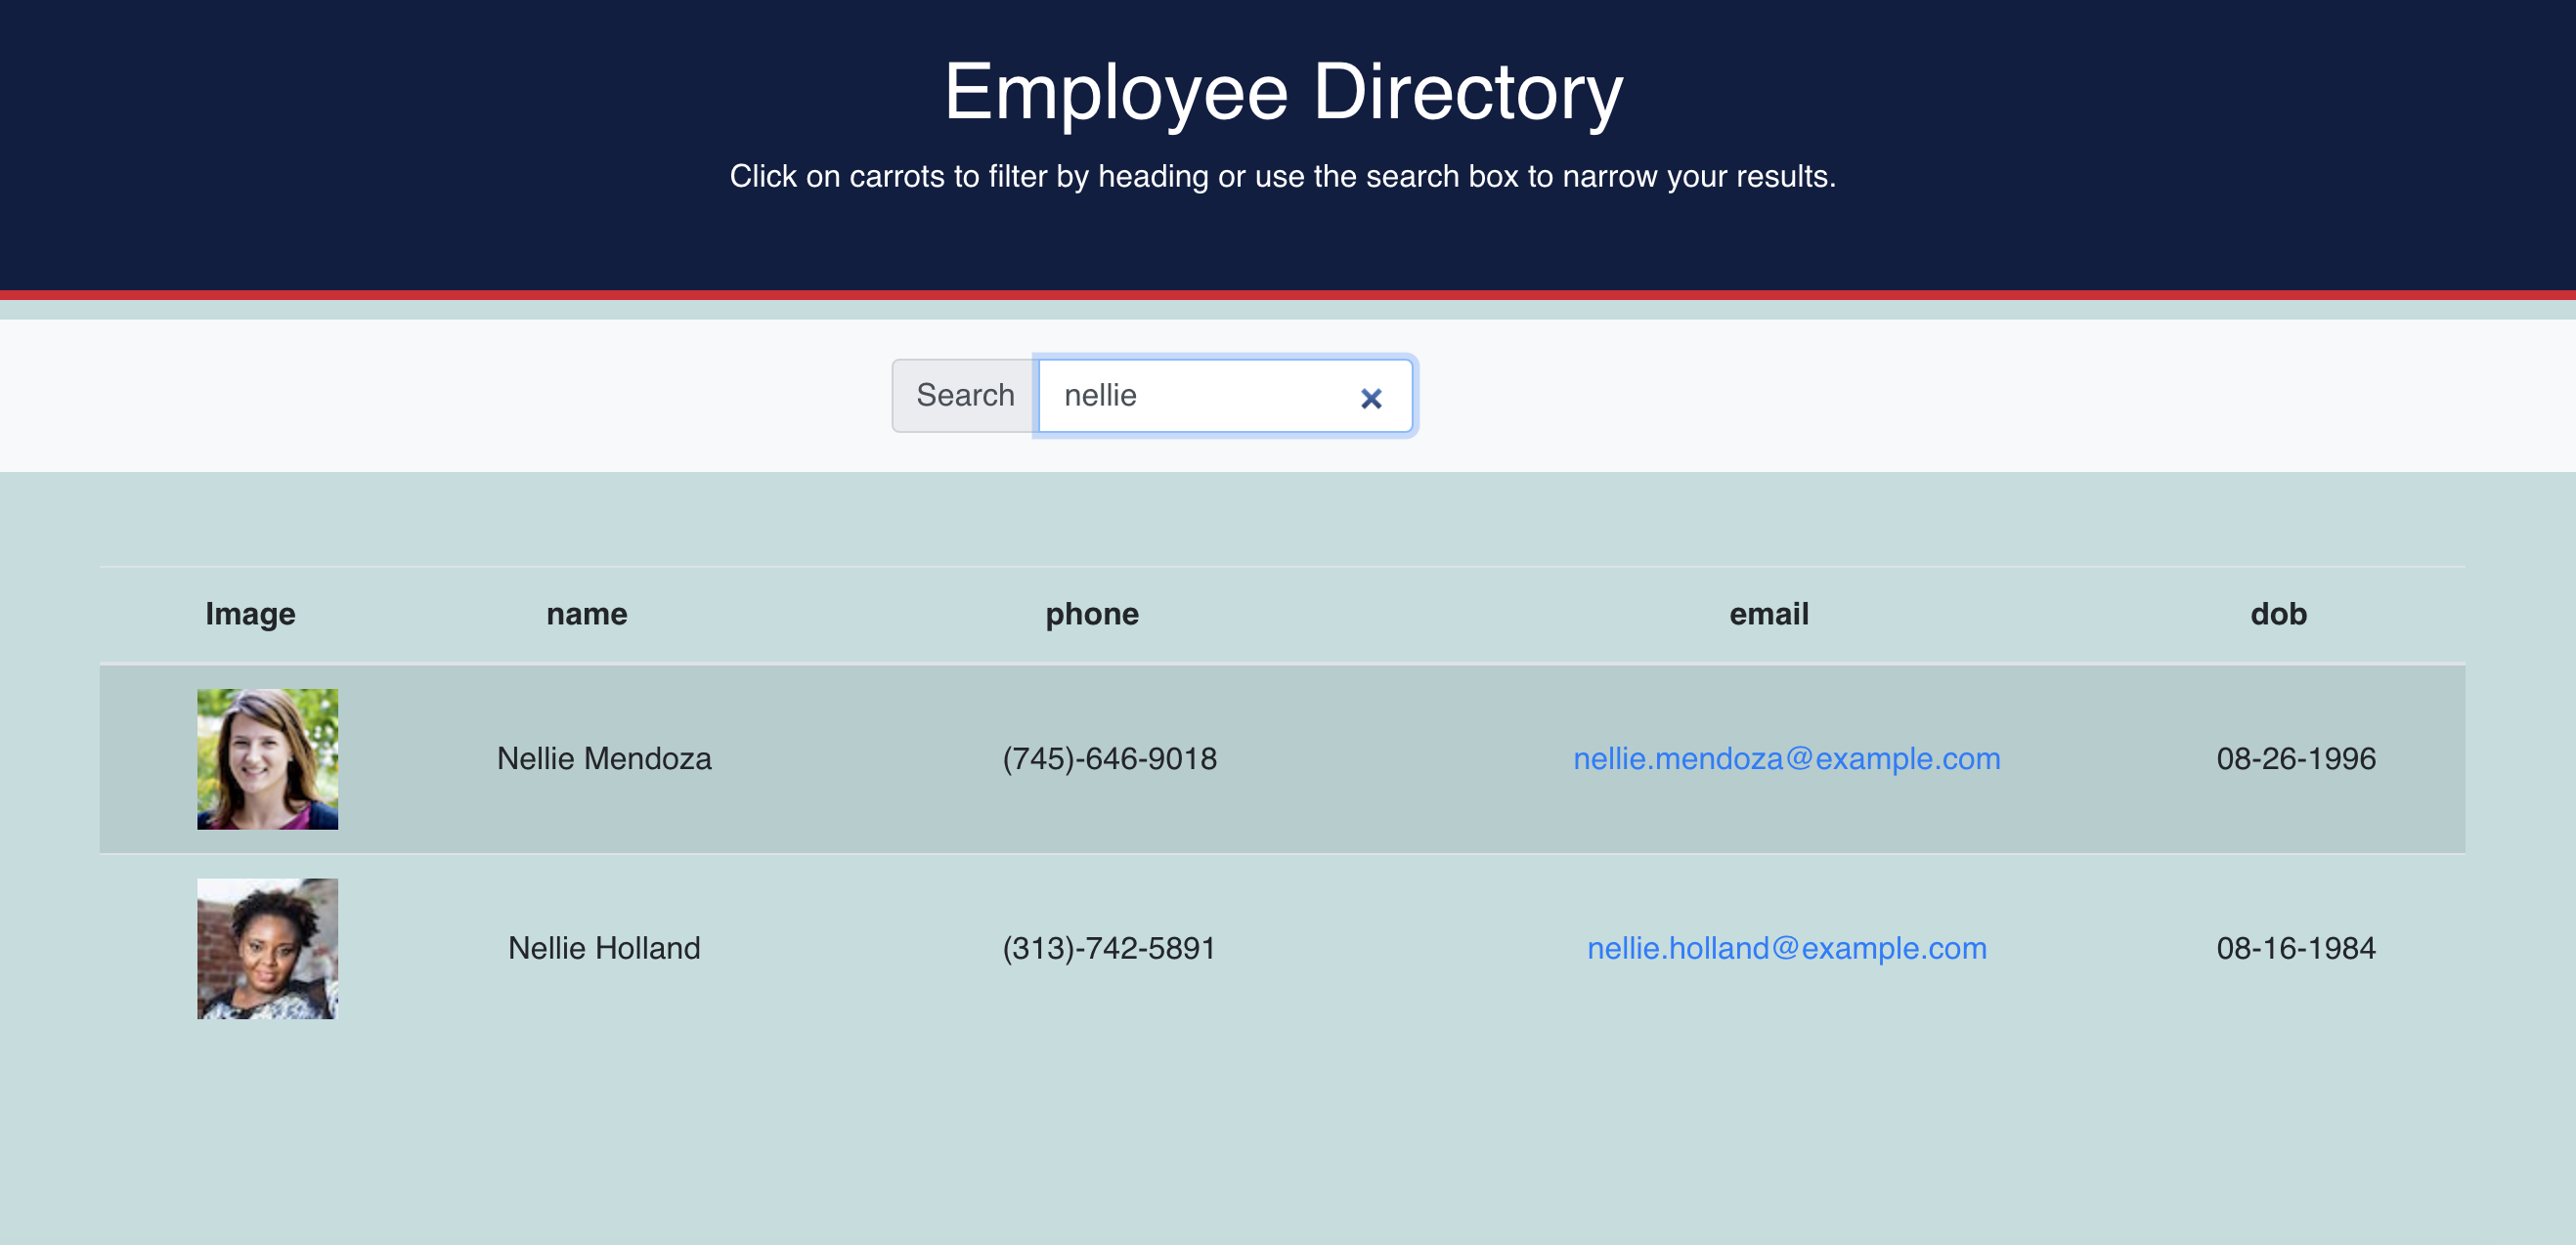 Employee Directory
Click on carrots to filter by heading or use the search box to narrow your results.
Search nellie
Image name phone email dob
Nellie Mendoza (745)-646-9018 nellie.mendoza@example.com 08-26-1996
Nellie Holland (313)-742-5891 nellie.holland@example.com 08-16-1984